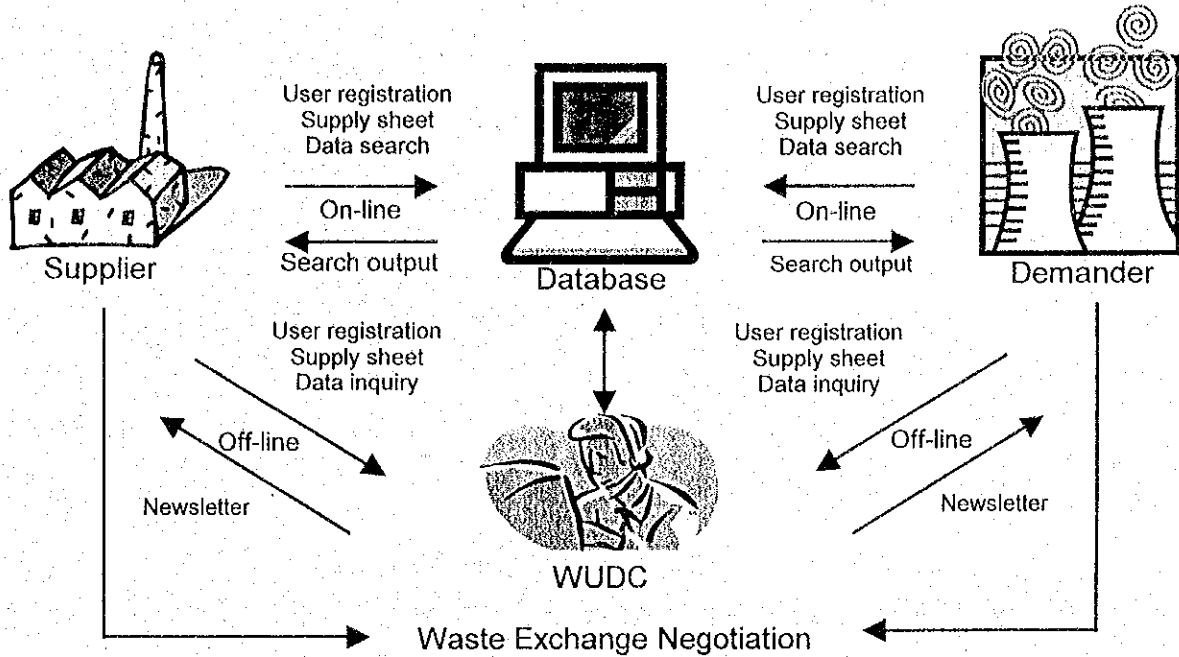 User registration
Supply sheet
Data search
On-line
Search output
Supplier
Database
User registration
Supply sheet
Data search
On-line
Search output
Demander
User registration
Supply sheet
Data inquiry
Off-line
Newsletter
User registration
Supply sheet
Data inquiry
Off-line
Newsletter
WUDC
Waste Exchange Negotiation